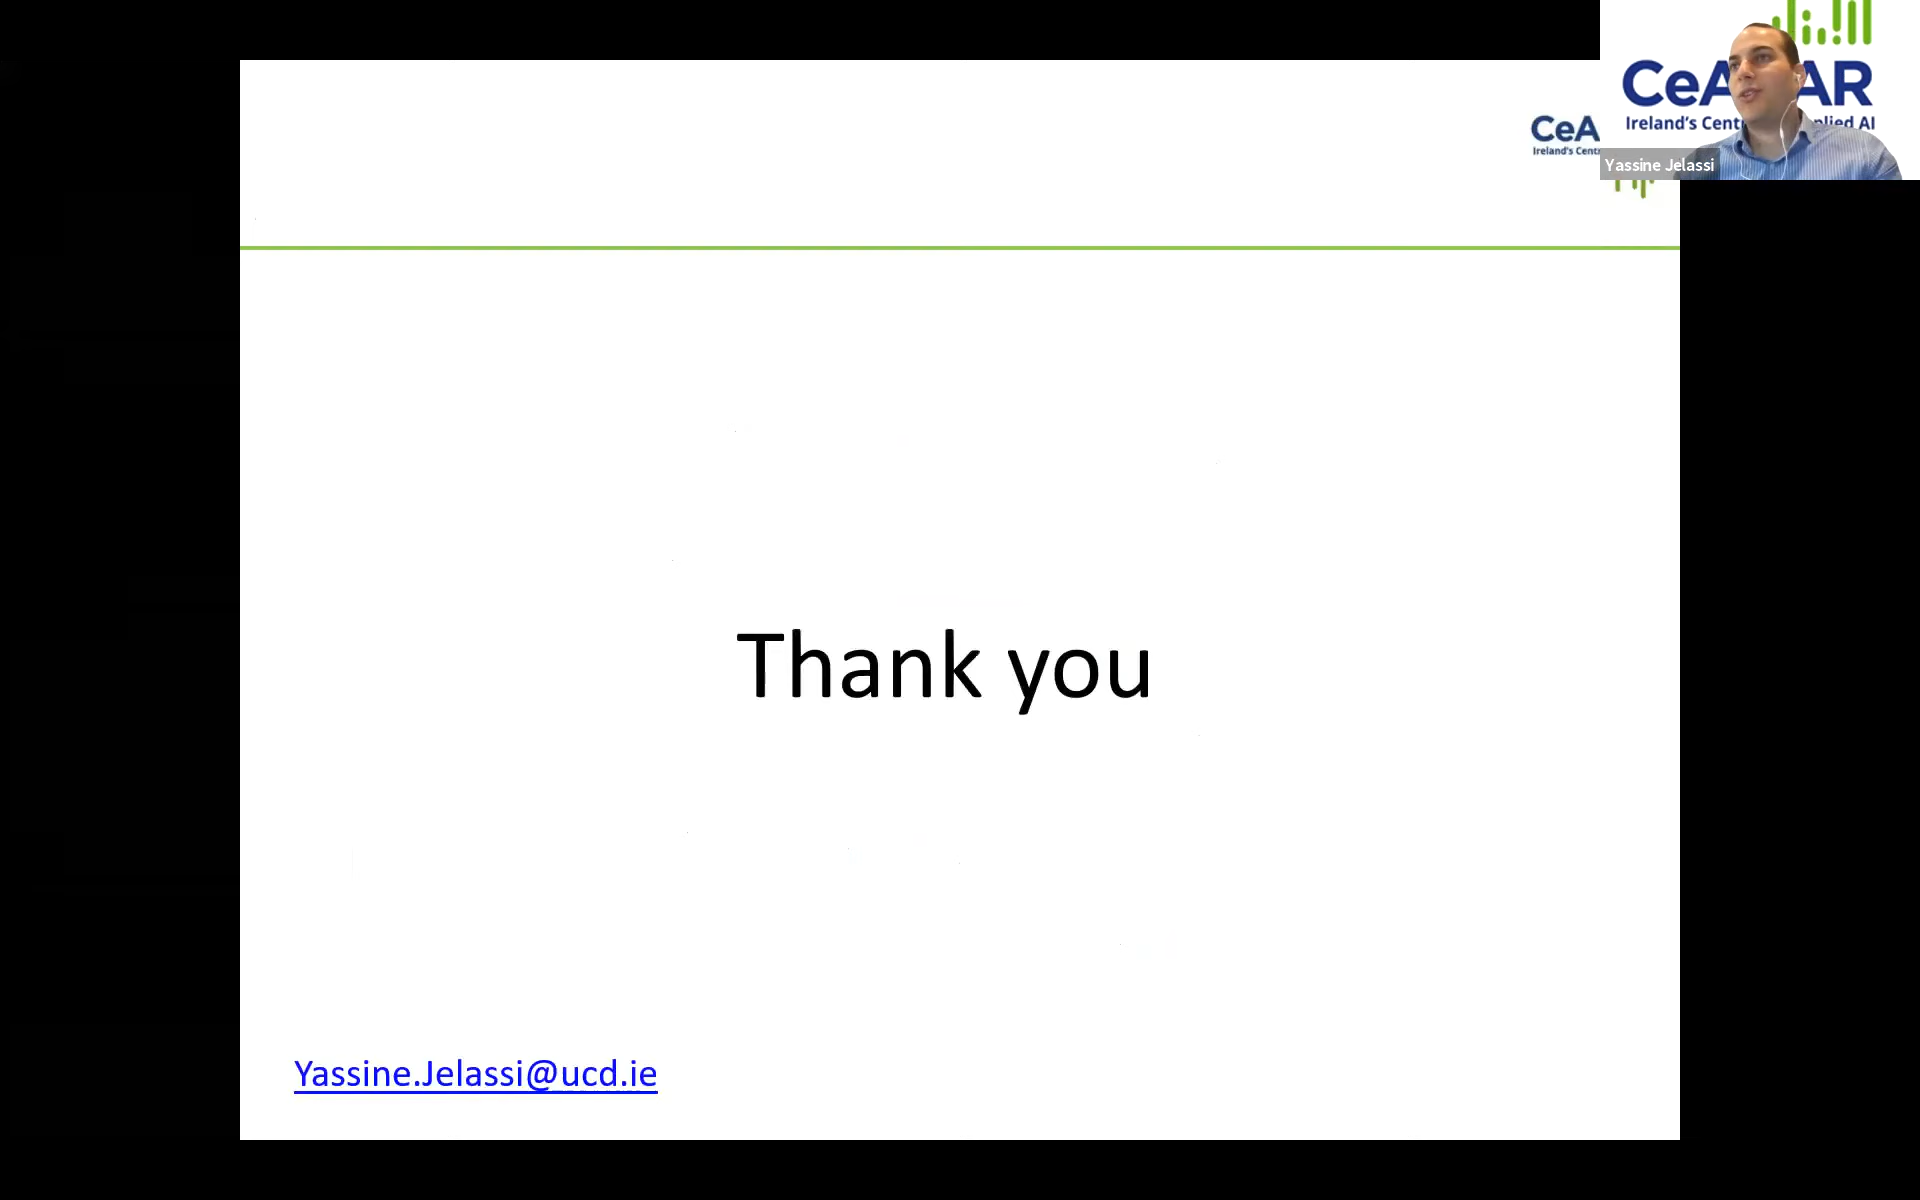 CeA AR
Ireland's Cent plied AI
CeA
Ireland's Cent
Yassine Jelassi
Thank you
Yassine.Jelassi@ucd.ie